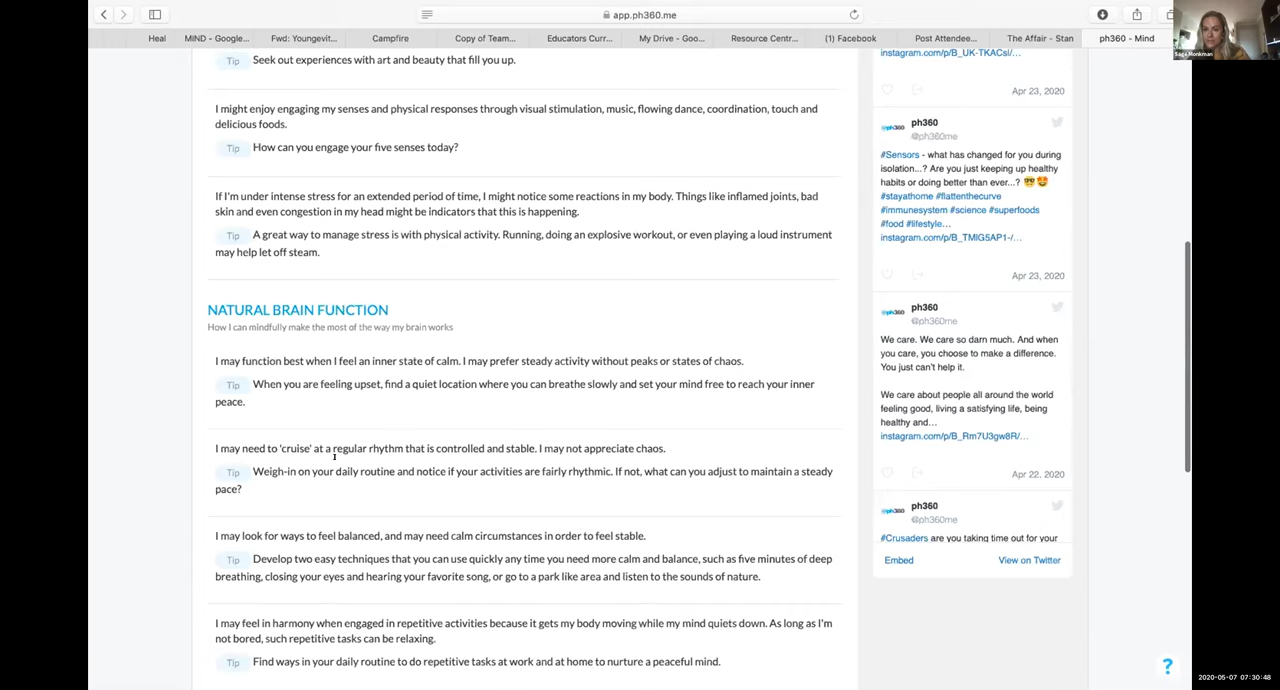 app.ph360.me
Heal
MIND - Google...
Fwd: Youngevit...
Campfire
Copy of Team...
Educators Curr...
My Drive - Goo...
Resource Centr...
(1) Facebook
Post Attendee...
The Affair - Stan
ph360 - Mind
Sage Monkman
Tip Seek out experiences with art and beauty that fill you up.
I might enjoy engaging my senses and physical responses through visual stimulation, music, flowing dance, coordination, touch and
delicious foods.
Tip How can you engage your five senses today?
If I'm under intense stress for an extended period of time, I might notice some reactions in my body. Things like inflamed joints, bad
skin and even congestion in my head might be indicators that this is happening.
Tip A great way to manage stress is with physical activity. Running, doing an explosive workout, or even playing a loud instrument
may help let off steam.
NATURAL BRAIN FUNCTION
How I can mindfully make the most of the way my brain works
I may function best when I feel an inner state of calm. I may prefer steady activity without peaks or states of chaos.
Tip When you are feeling upset, find a quiet location where you can breathe slowly and set your mind free to reach your inner
peace.
I may need to 'cruise' at a regular rhythm that is controlled and stable. I may not appreciate chaos.
Tip Weigh-in on your daily routine and notice if your activities are fairly rhythmic. If not, what can you adjust to maintain a steady
pace?
I may look for ways to feel balanced, and may need calm circumstances in order to feel stable.
Tip Develop two easy techniques that you can use quickly any time you need more calm and balance, such as five minutes of deep
breathing, closing your eyes and hearing your favorite song, or go to a park like area and listen to the sounds of nature.
I may feel in harmony when engaged in repetitive activities because it gets my body moving while my mind quiets down. As long as I'm
not bored, such repetitive tasks can be relaxing.
Tip Find ways in your daily routine to do repetitive tasks at work and at home to nurture a peaceful mind.
instagram.com/p/B_UK-TKACsl/...
Apr 23, 2020
ph360
ph360
@ph360me
#Sensors - what has changed for you during
isolation...? Are you just keeping up healthy
habits or doing better than ever...? 🤓🤩
#stayathome #flattenthecurve
#immunesystem #science #superfoods
#food #lifestyle...
instagram.com/p/B_TMIG5AP1-/...
Apr 23, 2020
ph360
ph360
@ph360me
We care. We care so darn much. And when
you care, you choose to make a difference.
You just can't help it.
We care about people all around the world
feeling good, living a satisfying life, being
healthy and...
instagram.com/p/B_Rm7U3gw8R/...
Apr 22, 2020
ph360
ph360
@ph360me
#Crusaders are you taking time out for your
Embed
View on Twitter
?
2020-05-07 07:30:48